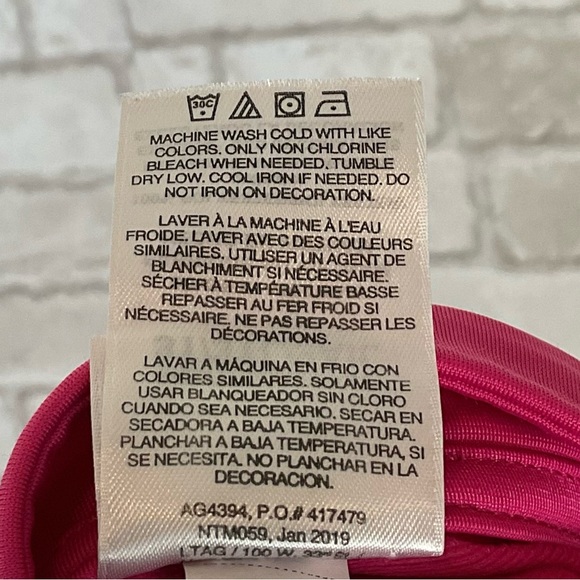 30C
MACHINE WASH COLD WITH LIKE
COLORS. ONLY NON CHLORINE
BLEACH WHEN NEEDED. TUMBLE
DRY LOW. COOL IRON IF NEEDED. DO
NOT IRON ON DECORATION.
LAVER À LA MACHINE À L'EAU
FROIDE. LAVER AVEC DES COULEURS
SIMILAIRES. UTILISER UN AGENT DE
BLANCHIMENT SI NÉCESSAIRE.
SÉCHER À TEMPÉRATURE BASSE
REPASSER AU FER FROID SI
NÉCESSAIRE. NE PAS REPASSER LES
DÉCORATIONS.
LAVAR A MÁQUINA EN FRIO CON
COLORES SIMILARES. SOLAMENTE
USAR BLANQUEADOR SIN CLORO
CUANDO SEA NECESARIO. SECAR EN
SECADORA A BAJA TEMPERATURA.
PLANCHAR A BAJA TEMPERATURA, SI
SE NECESITA. NO PLANCHAR EN LA
DECORACION.
AG4394, P.O.# 417479
NTM059, Jan 2019
LTAG / 100 W.